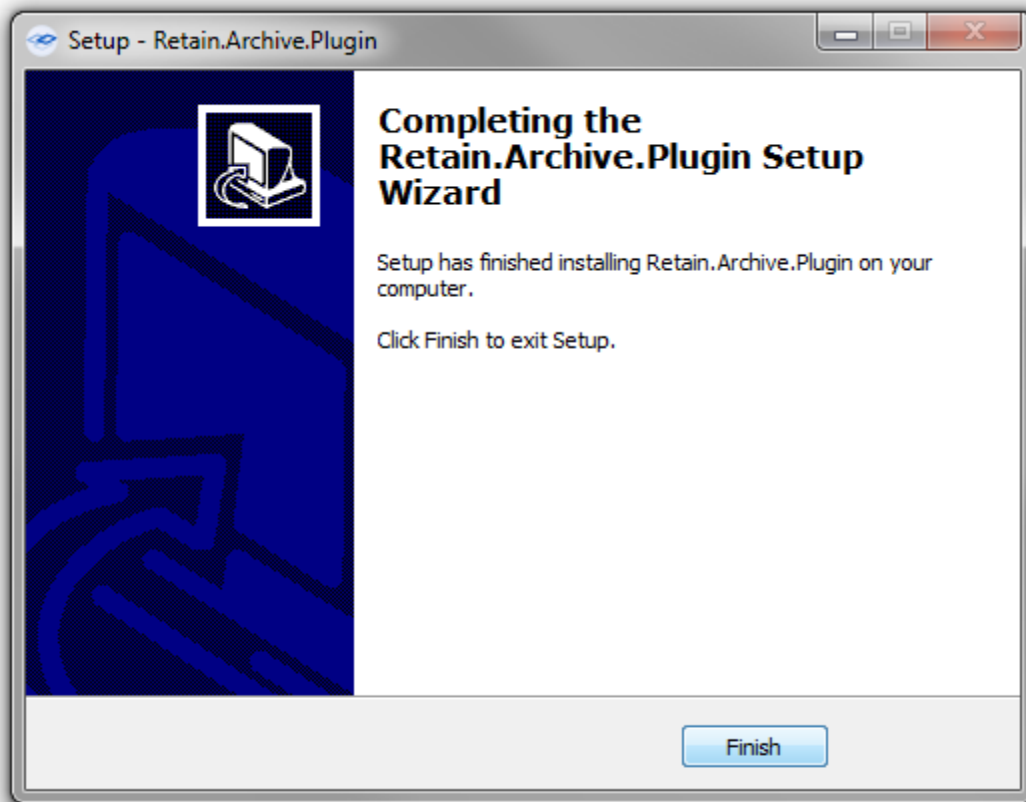 Setup - Retain.Archive.Plugin
Completing the
Retain.Archive.Plugin Setup
Wizard
Setup has finished installing Retain.Archive.Plugin on your
computer.
Click Finish to exit Setup.
Finish